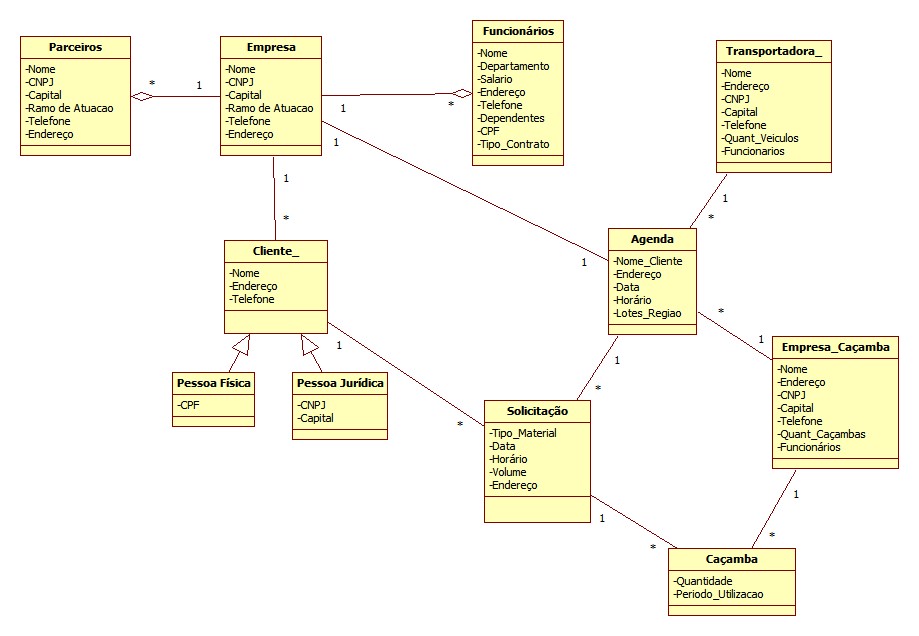 Parceiros
-Nome
-CNPJ
-Capital
-Ramo de Atuacao
-Telefone
-Endereço
*
1
Empresa
-Nome
-CNPJ
-Capital
-Ramo de Atuacao
-Telefone
-Endereço
1
*
Funcionários
-Nome
-Departamento
-Salario
-Endereço
-Telefone
-Dependentes
-CPF
-Tipo_Contrato
Transportadora_
-Nome
-Endereço
-CNPJ
-Capital
-Telefone
-Quant_Veiculos
-Funcionarios
1
*
1
1
1
*
Cliente_
-Nome
-Endereço
-Telefone
Agenda
-Nome_Cliente
-Endereço
-Data
-Horário
-Lotes_Regiao
*
1
1
*
Pessoa Física
-CPF
Pessoa Jurídica
-CNPJ
-Capital
1
*
Solicitação
-Tipo_Material
-Data
-Horário
-Volume
-Endereço
Empresa_Caçamba
-Nome
-Endereço
-CNPJ
-Capital
-Telefone
-Quant_Caçambas
-Funcionários
1
*
1
*
Caçamba
-Quantidade
-Periodo_Utilizacao